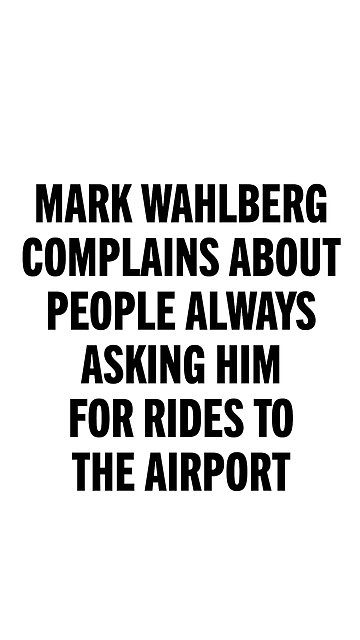 MARK WAHLBERG
COMPLAINS ABOUT
PEOPLE ALWAYS
ASKING HIM
FOR RIDES TO
THE AIRPORT